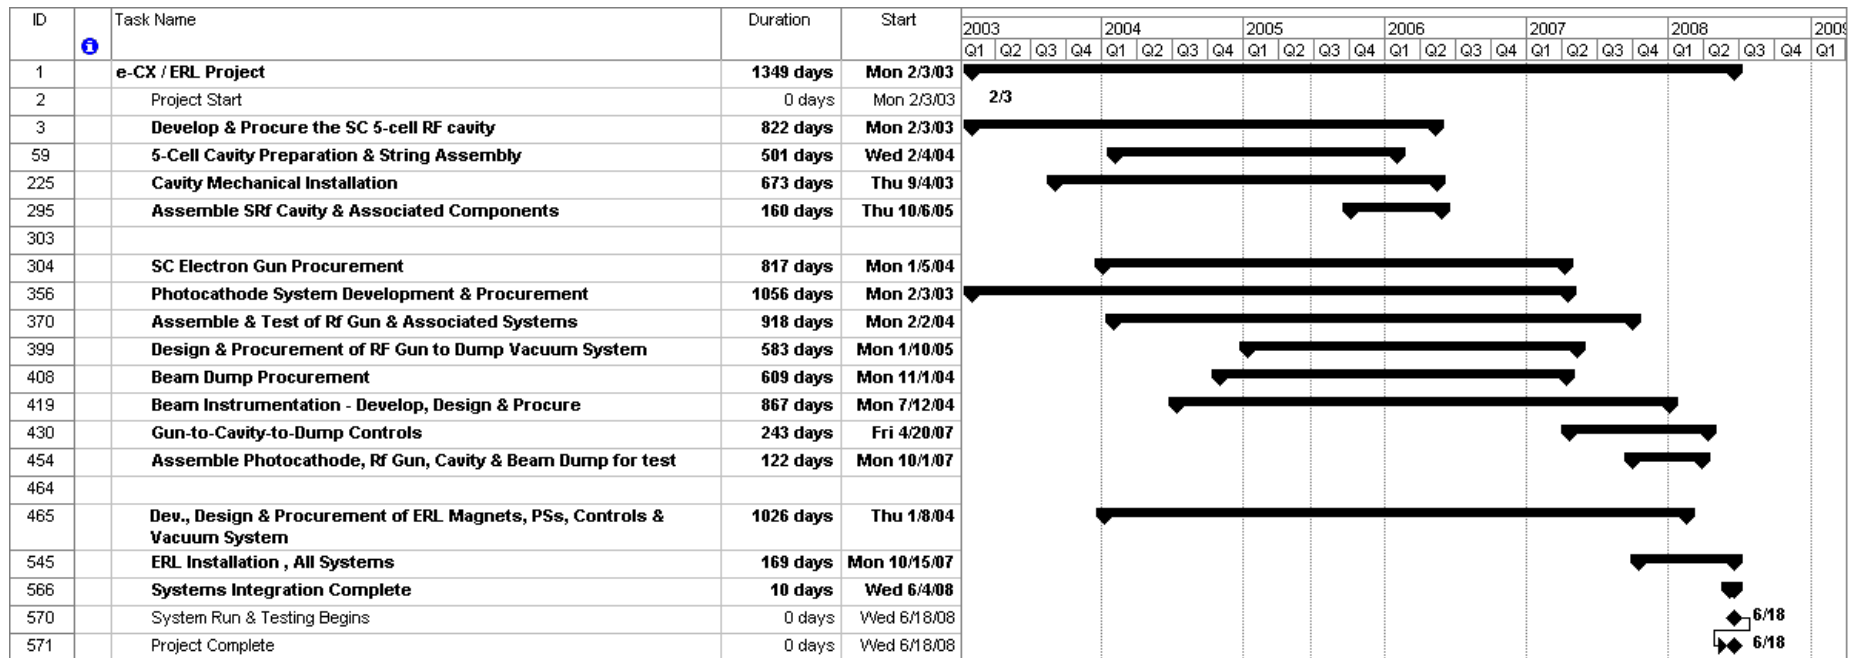 ID Task Name Duration Start
2003 2004 2005 2006 2007 2008 2009
Q1 Q2 Q3 Q4 Q1 Q2 Q3 Q4 Q1 Q2 Q3 Q4 Q1 Q2 Q3 Q4 Q1 Q2 Q3 Q4 Q1 Q2 Q3 Q4 Q1
1 e-CX / ERL Project 1349 days Mon 2/3/03
2 Project Start 0 days Mon 2/3/03 2/3
3 Develop & Procure the SC 5-cell RF cavity 822 days Mon 2/3/03
59 5-Cell Cavity Preparation & String Assembly 501 days Wed 2/4/04
225 Cavity Mechanical Installation 673 days Thu 9/4/03
295 Assemble SRf Cavity & Associated Components 160 days Thu 10/6/05
303
304 SC Electron Gun Procurement 817 days Mon 1/5/04
356 Photocathode System Development & Procurement 1056 days Mon 2/3/03
370 Assemble & Test of Rf Gun & Associated Systems 918 days Mon 2/2/04
399 Design & Procurement of RF Gun to Dump Vacuum System 583 days Mon 1/10/05
408 Beam Dump Procurement 609 days Mon 11/1/04
419 Beam Instrumentation - Develop, Design & Procure 867 days Mon 7/12/04
430 Gun-to-Cavity-to-Dump Controls 243 days Fri 4/20/07
454 Assemble Photocathode, Rf Gun, Cavity & Beam Dump for test 122 days Mon 10/1/07
464
465 Dev., Design & Procurement of ERL Magnets, PSs, Controls & 1026 days Thu 1/8/04
Vacuum System
545 ERL Installation , All Systems 169 days Mon 10/15/07
566 Systems Integration Complete 10 days Wed 6/4/08
570 System Run & Testing Begins 0 days Wed 6/18/08 6/18
571 Project Complete 0 days Wed 6/18/08 6/18